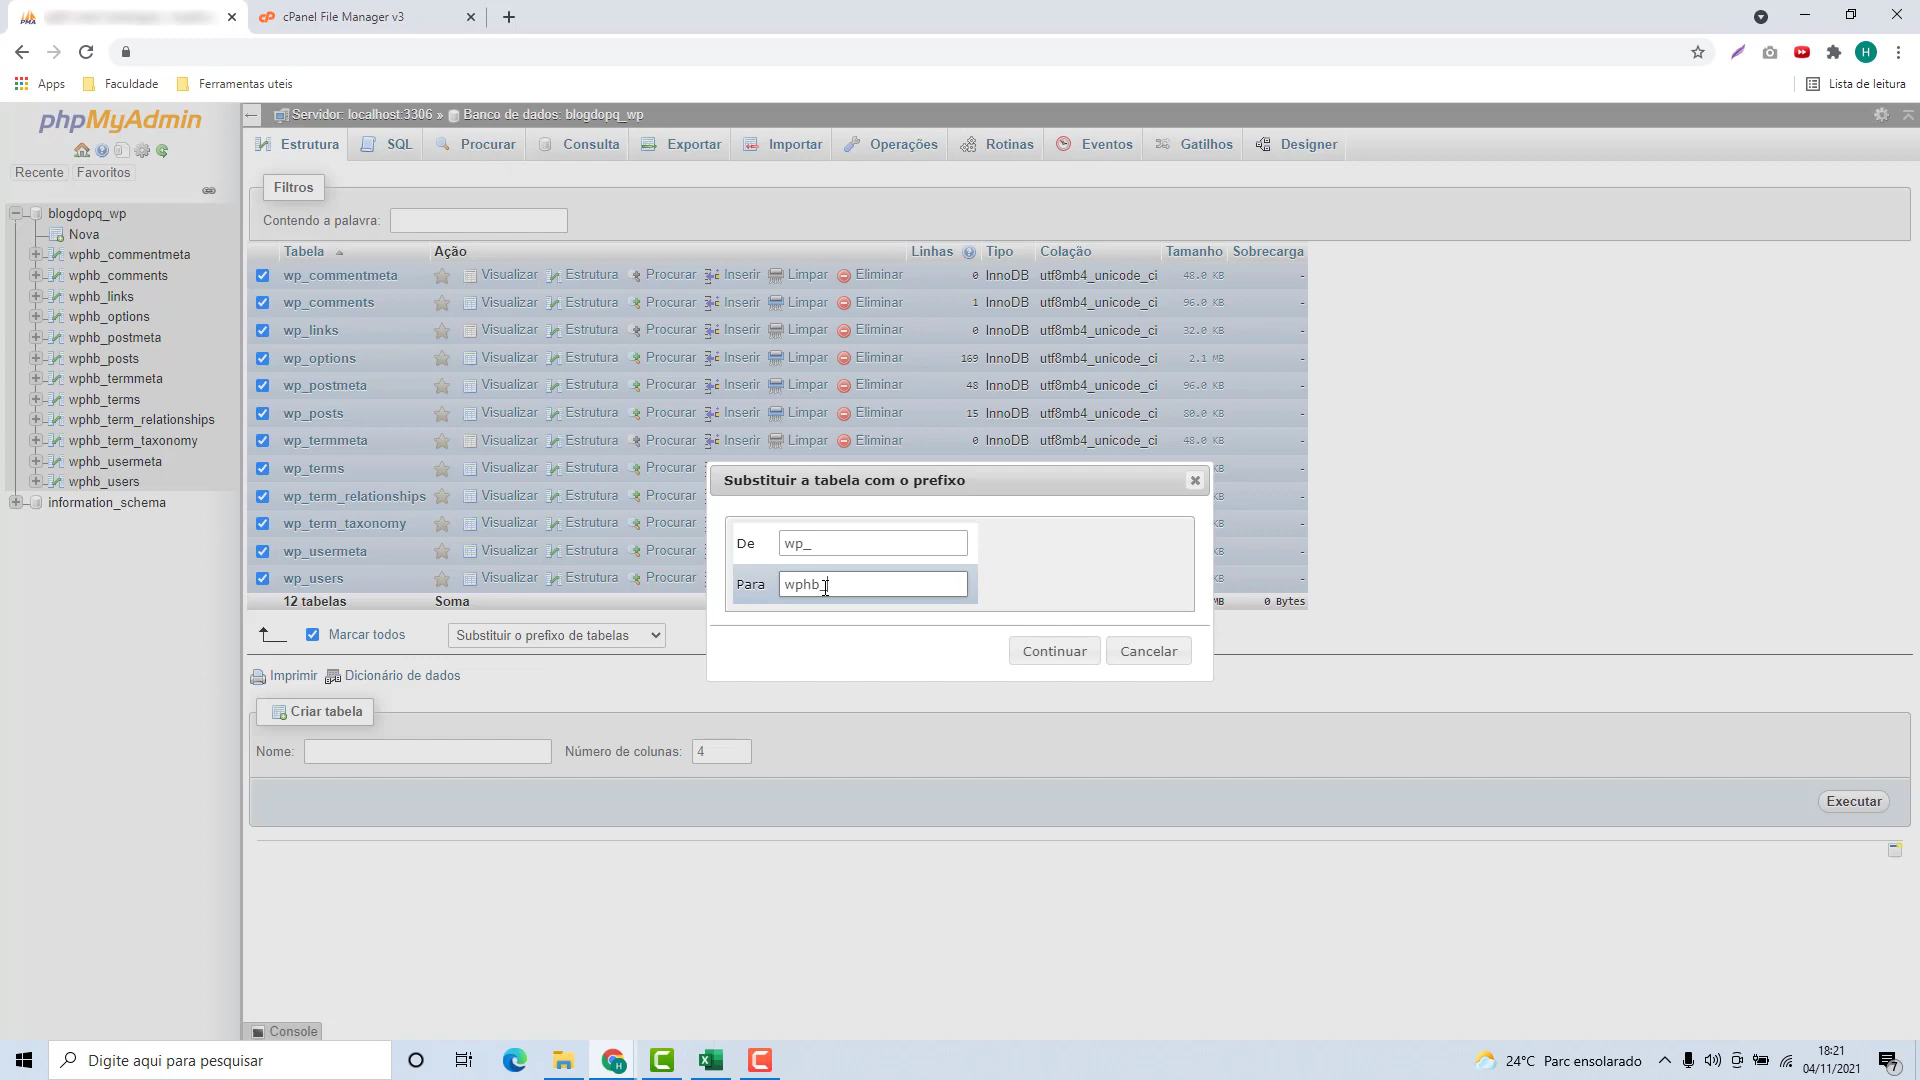 cPanel File Manager v3
H
Apps
Faculdade
Ferramentas uteis
Lista de leitura
phpMyAdmin
Recente
Favoritos
blogdopq_wp
Nova
wphb_commentmeta
wphb_comments
wphb_links
wphb_options
wphb_postmeta
wphb_posts
wphb_termmeta
wphb_terms
wphb_term_relationships
wphb_term_taxonomy
wphb_usermeta
wphb_users
information_schema
Servidor: localhost:3306 » Banco de dados: blogdopq_wp
Estrutura SQL Procurar Consulta Exportar Importar Operações Rotinas Eventos Gatilhos Designer
Filtros
Contendo a palavra:
Tabela Ação Linhas Tipo Colação Tamanho Sobrecarga
wp_commentmeta Visualizar Estrutura Procurar Inserir Limpar Eliminar 0 InnoDB utf8mb4_unicode_ci 48.0 KB -
wp_comments Visualizar Estrutura Procurar Inserir Limpar Eliminar 1 InnoDB utf8mb4_unicode_ci 96.0 KB -
wp_links Visualizar Estrutura Procurar Inserir Limpar Eliminar 0 InnoDB utf8mb4_unicode_ci 32.0 KB -
wp_options Visualizar Estrutura Procurar Inserir Limpar Eliminar 169 InnoDB utf8mb4_unicode_ci 2.1 MB -
wp_postmeta Visualizar Estrutura Procurar Inserir Limpar Eliminar 48 InnoDB utf8mb4_unicode_ci 96.0 KB -
wp_posts Visualizar Estrutura Procurar Inserir Limpar Eliminar 15 InnoDB utf8mb4_unicode_ci 80.0 KB -
wp_termmeta Visualizar Estrutura Procurar Inserir Limpar Eliminar 0 InnoDB utf8mb4_unicode_ci 48.0 KB -
wp_terms Visualizar Estrutura Procurar KB -
wp_term_relationships Visualizar Estrutura Procurar KB -
wp_term_taxonomy Visualizar Estrutura Procurar KB -
wp_usermeta Visualizar Estrutura Procurar KB -
wp_users Visualizar Estrutura Procurar KB -
12 tabelas Soma MB 0 Bytes
Substituir a tabela com o prefixo
De wp_
Para wphb_
Continuar Cancelar
Marcar todos Substituir o prefixo de tabelas
Imprimir Dicionário de dados
Criar tabela
Nome: Número de colunas: 4
Executar
Console
Digite aqui para pesquisar
24°C Parc ensolarado
18:21
04/11/2021
7